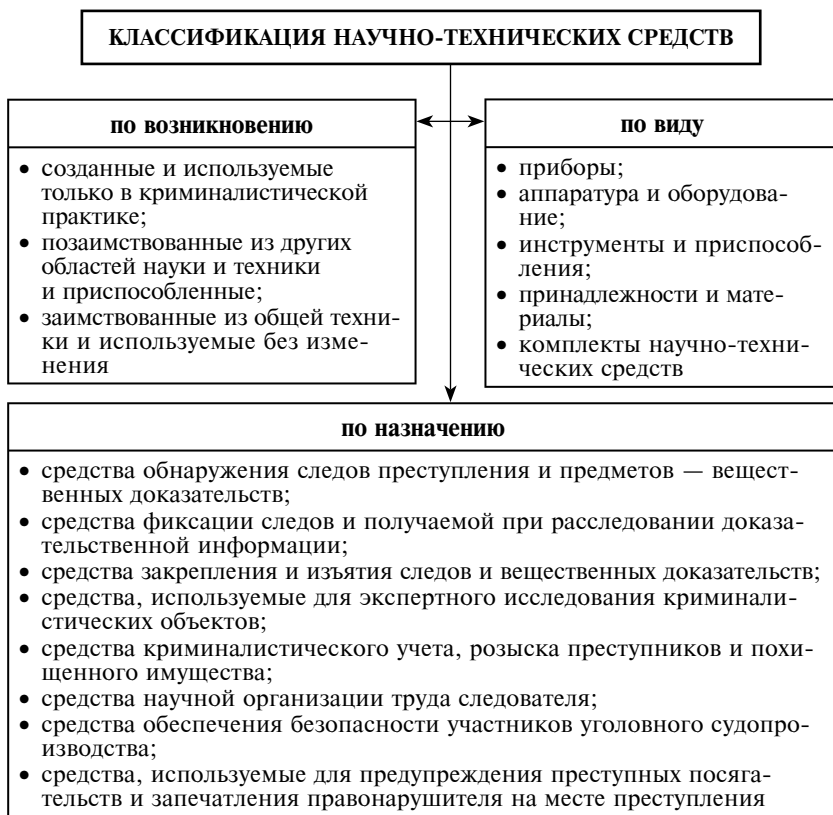 КЛАССИФИКАЦИЯ НАУЧНО-ТЕХНИЧЕСКИХ СРЕДСТВ
по возникновению
• созданные и используемые
только в криминалистической
практике;
• позаимствованные из других
областей науки и техники
и приспособленные;
• заимствованные из общей техни-
ки и используемые без изме-
нения
по виду
• приборы;
• аппаратура и оборудова-
ние;
• инструменты и приспособ-
ления;
• принадлежности и мате-
риалы;
• комплекты научно-техни-
ческих средств
по назначению
• средства обнаружения следов преступления и предметов — вещест-
венных доказательств;
• средства фиксации следов и получаемой при расследовании доказа-
тельственной информации;
• средства закрепления и изъятия следов и вещественных доказательств;
• средства, используемые для экспертного исследования криминали-
стических объектов;
• средства криминалистического учета, розыска преступников и похи-
щенного имущества;
• средства научной организации труда следователя;
• средства обеспечения безопасности участников уголовного судопро-
изводства;
• средства, используемые для предупреждения преступных посяга-
тельств и запечатления правонарушителя на месте преступления